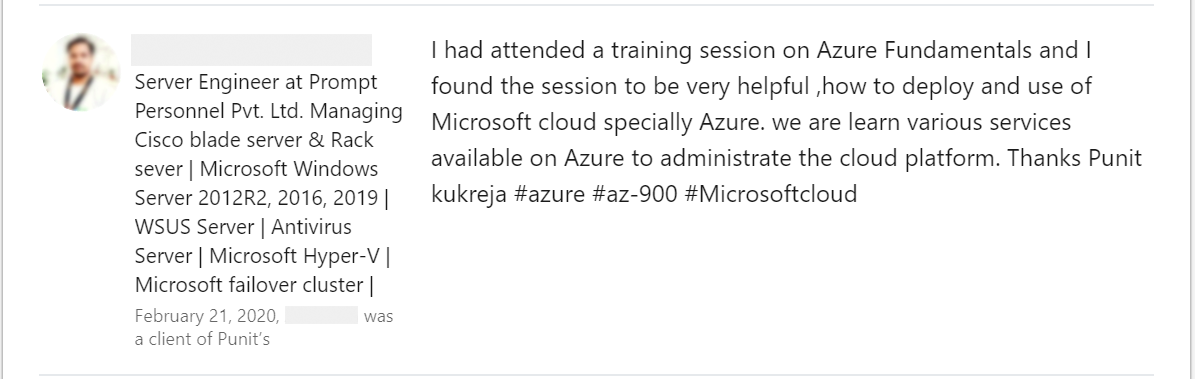 Server Engineer at Prompt
Personnel Pvt. Ltd. Managing
Cisco blade server & Rack
sever | Microsoft Windows
Server 2012R2, 2016, 2019 |
WSUS Server | Antivirus
Server | Microsoft Hyper-V |
Microsoft failover cluster |
February 21, 2020, was
a client of Punit’s
I had attended a training session on Azure Fundamentals and I
found the session to be very helpful ,how to deploy and use of
Microsoft cloud specially Azure. we are learn various services
available on Azure to administrate the cloud platform. Thanks Punit
kukreja #azure #az-900 #Microsoftcloud